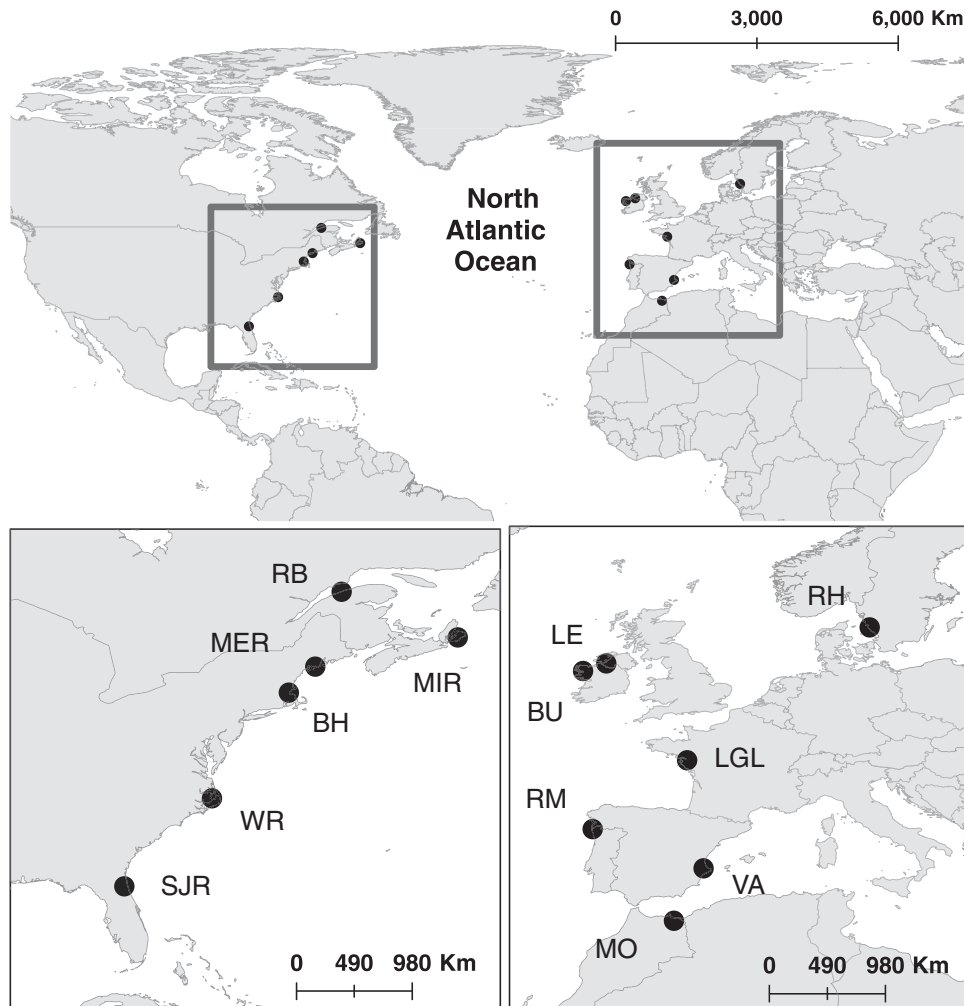 0 3,000 6,000 Km
North
Atlantic
Ocean
RB
MER
MIR
BH
WR
SJR
0 490 980 Km
RH
LE
BU
LGL
RM
VA
MO
0 490 980 Km